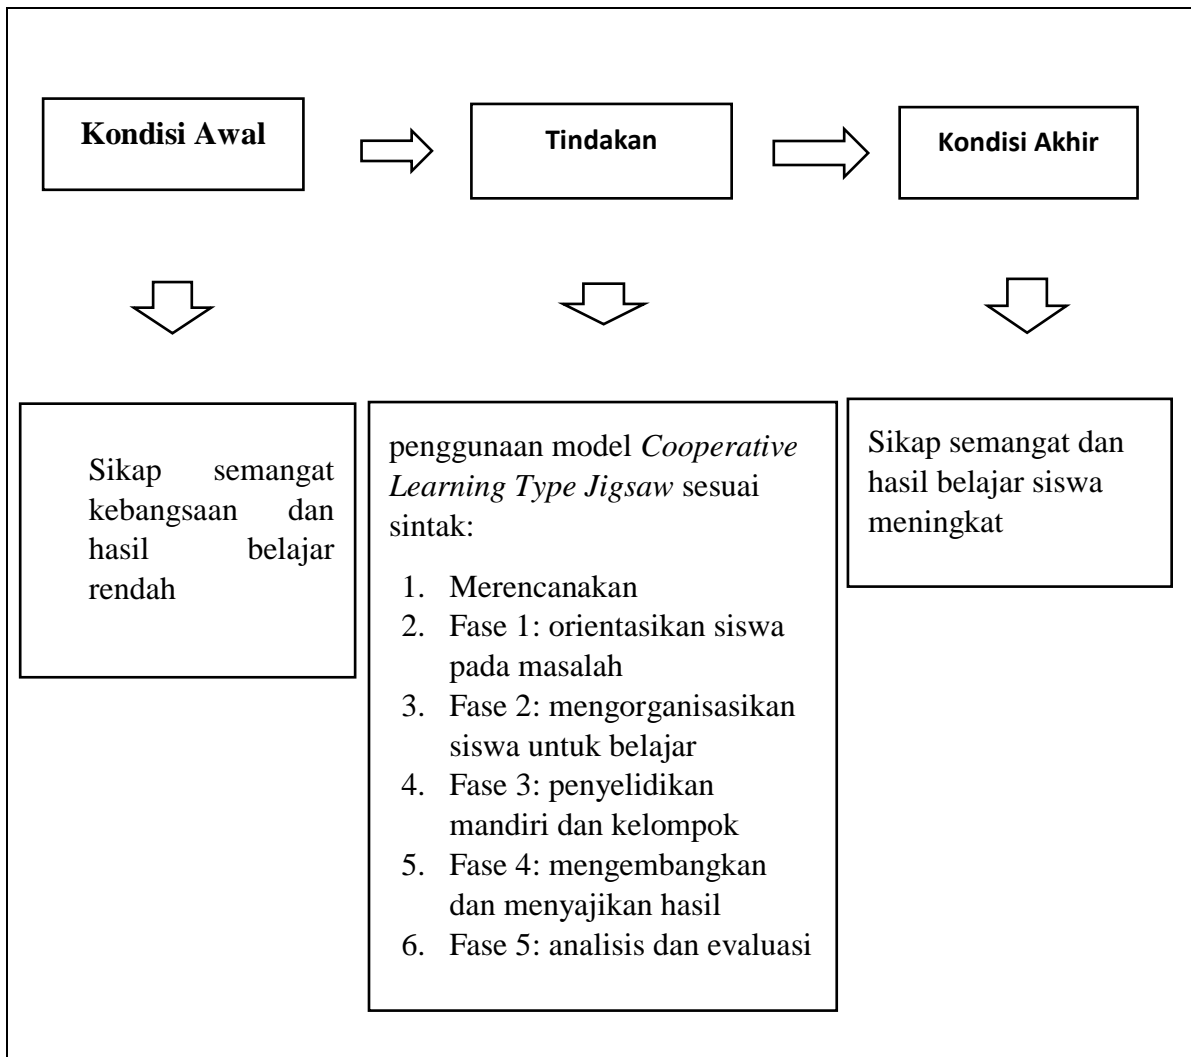 Kondisi Awal
Tindakan
Kondisi Akhir
Sikap semangat
kebangsaan dan
hasil belajar
rendah
penggunaan model Cooperative
Learning Type Jigsaw sesuai
sintak:
1. Merencanakan
2. Fase 1: orientasikan siswa
pada masalah
3. Fase 2: mengorganisasikan
siswa untuk belajar
4. Fase 3: penyelidikan
mandiri dan kelompok
5. Fase 4: mengembangkan
dan menyajikan hasil
6. Fase 5: analisis dan evaluasi
Sikap semangat dan
hasil belajar siswa
meningkat